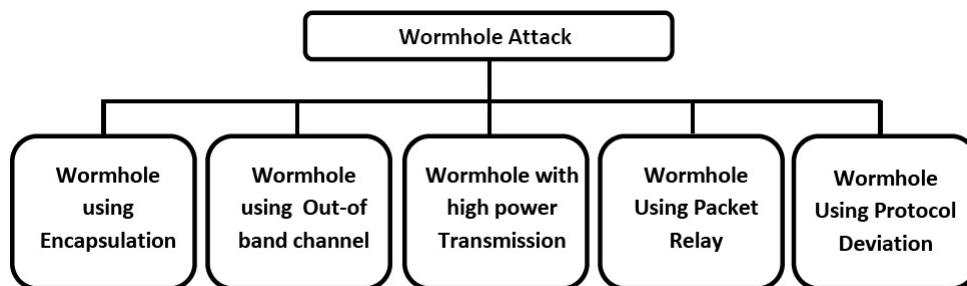 Wormhole Attack
Wormhole
using
Encapsulation
Wormhole
using Out-of
band channel
Wormhole with
high power
Transmission
Wormhole
Using Packet
Relay
Wormhole
Using Protocol
Deviation